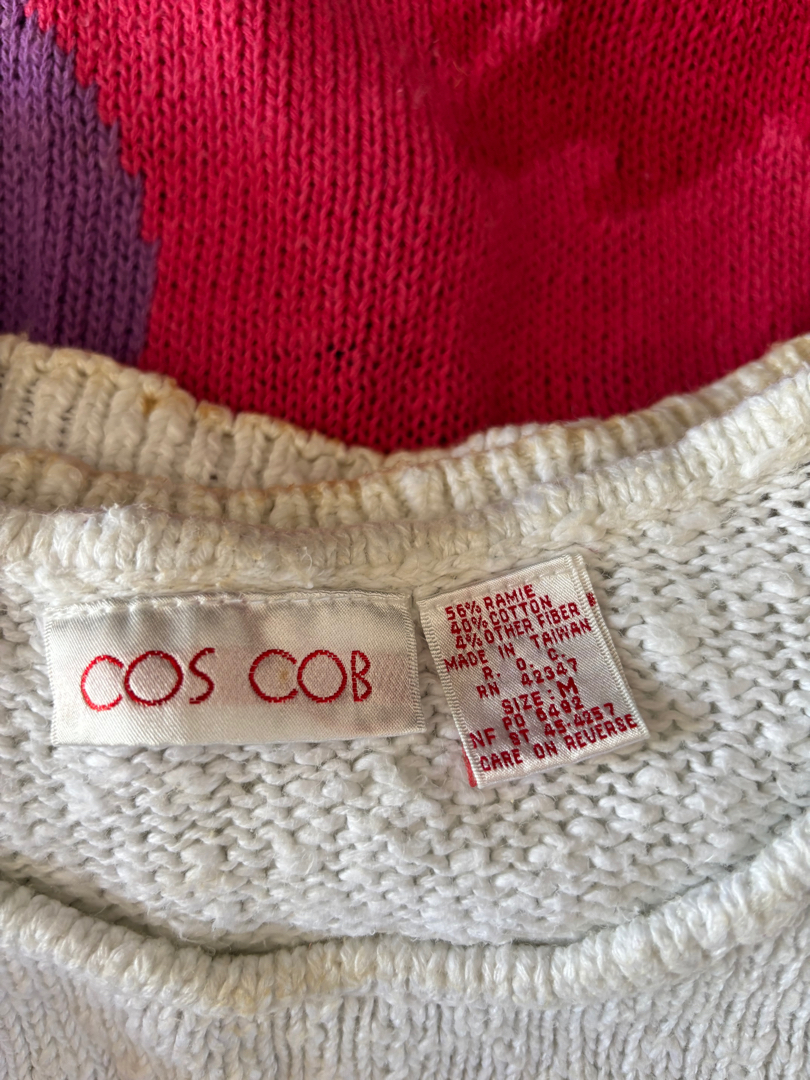 COS COB
56% RAMIE
40% COTTON
4% OTHER FIBER
MADE IN TAIWAN
R. O. C.
RN 42347
SIZE: M
PO 6492
NF ST 45-4257
CARE ON REVERSE